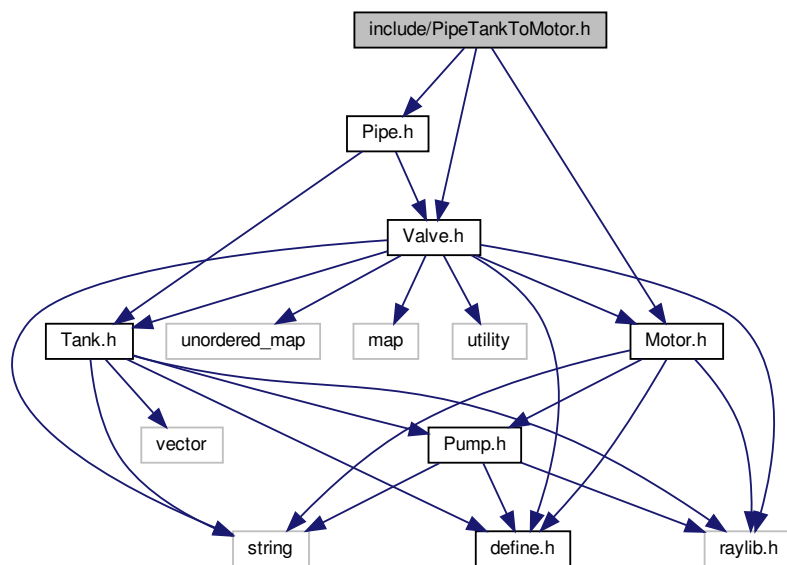 include/PipeTankToMotor.h
Pipe.h
Valve.h
Tank.h
unordered_map
map
utility
Motor.h
vector
Pump.h
string
define.h
raylib.h